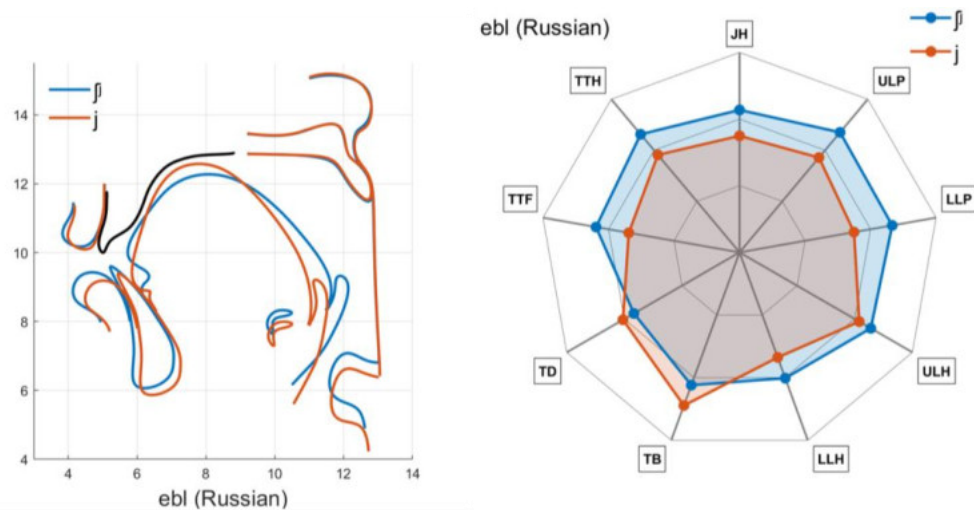 ʃʲ
j
14
12
10
8
6
4
4
6
8
10
12
14
ebl (Russian)
ebl (Russian)
ʃʲ
j
JH
ULP
LLP
ULH
LLH
TB
TD
TTF
TTH